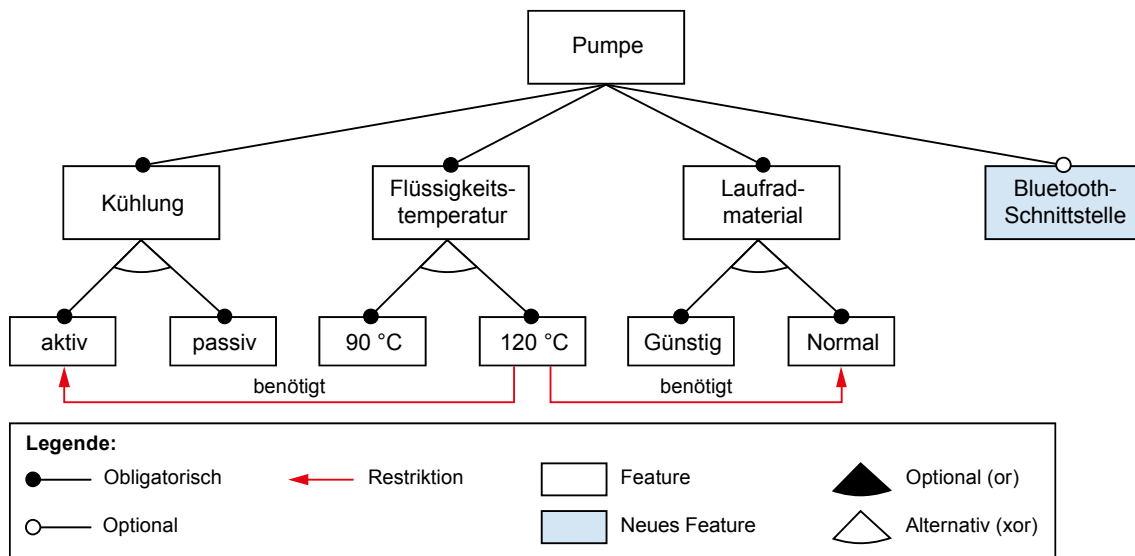 Pumpe
Kühlung
Flüssigkeits-
temperatur
Laufrad-
material
Bluetooth-
Schnittstelle
aktiv
passiv
90 °C
120 °C
Günstig
Normal
benötigt
benötigt
Legende:
Obligatorisch
Restriktion
Feature
Optional (or)
Optional
Neues Feature
Alternativ (xor)